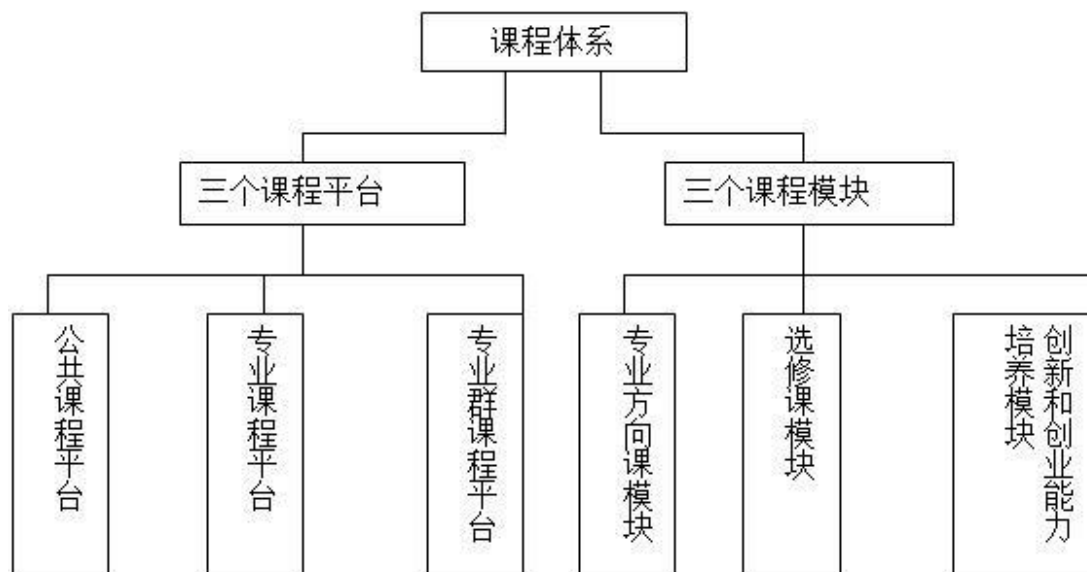 课程体系
三个课程平台
三个课程模块
公共课程平台
专业课程平台
专业群课程平台
专业方向课模块
选修课模块
创新和创业能力
培养模块